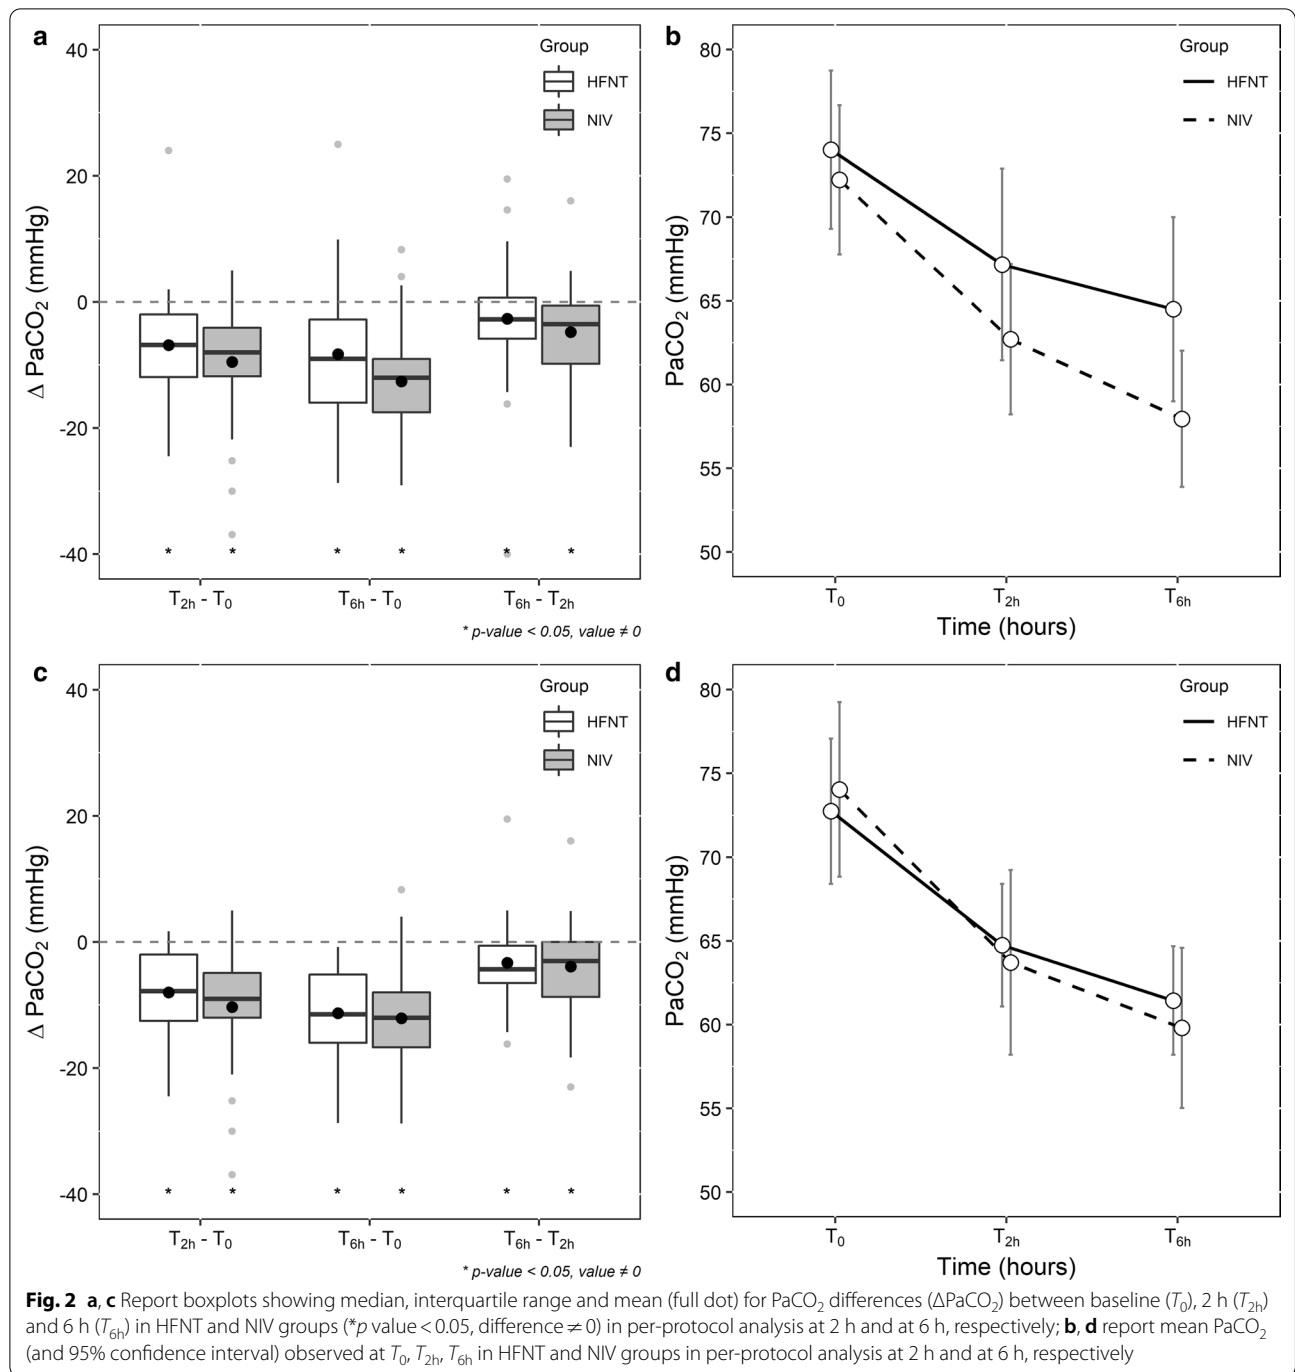 a
Group
HFNT
NIV
40
20
0
-20
-40
Δ PaCO₂ (mmHg)
* * * * * *
T₂ₕ - T₀ T₆ₕ - T₀ T₆ₕ - T₂ₕ
* p-value < 0.05, value ≠ 0
b
Group
HFNT
NIV
80
75
70
65
60
55
50
PaCO₂ (mmHg)
T₀ T₂ₕ T₆ₕ
Time (hours)
c
Group
HFNT
NIV
40
20
0
-20
-40
Δ PaCO₂ (mmHg)
* * * * * *
T₂ₕ - T₀ T₆ₕ - T₀ T₆ₕ - T₂ₕ
* p-value < 0.05, value ≠ 0
d
Group
HFNT
NIV
80
75
70
65
60
55
50
PaCO₂ (mmHg)
T₀ T₂ₕ T₆ₕ
Time (hours)
Fig. 2 a, c Report boxplots showing median, interquartile range and mean (full dot) for PaCO₂ differences (ΔPaCO₂) between baseline (T₀), 2 h (T₂ₕ)
and 6 h (T₆ₕ) in HFNT and NIV groups (*p value < 0.05, difference ≠ 0) in per-protocol analysis at 2 h and at 6 h, respectively; b, d report mean PaCO₂
(and 95% confidence interval) observed at T₀, T₂ₕ, T₆ₕ in HFNT and NIV groups in per-protocol analysis at 2 h and at 6 h, respectively